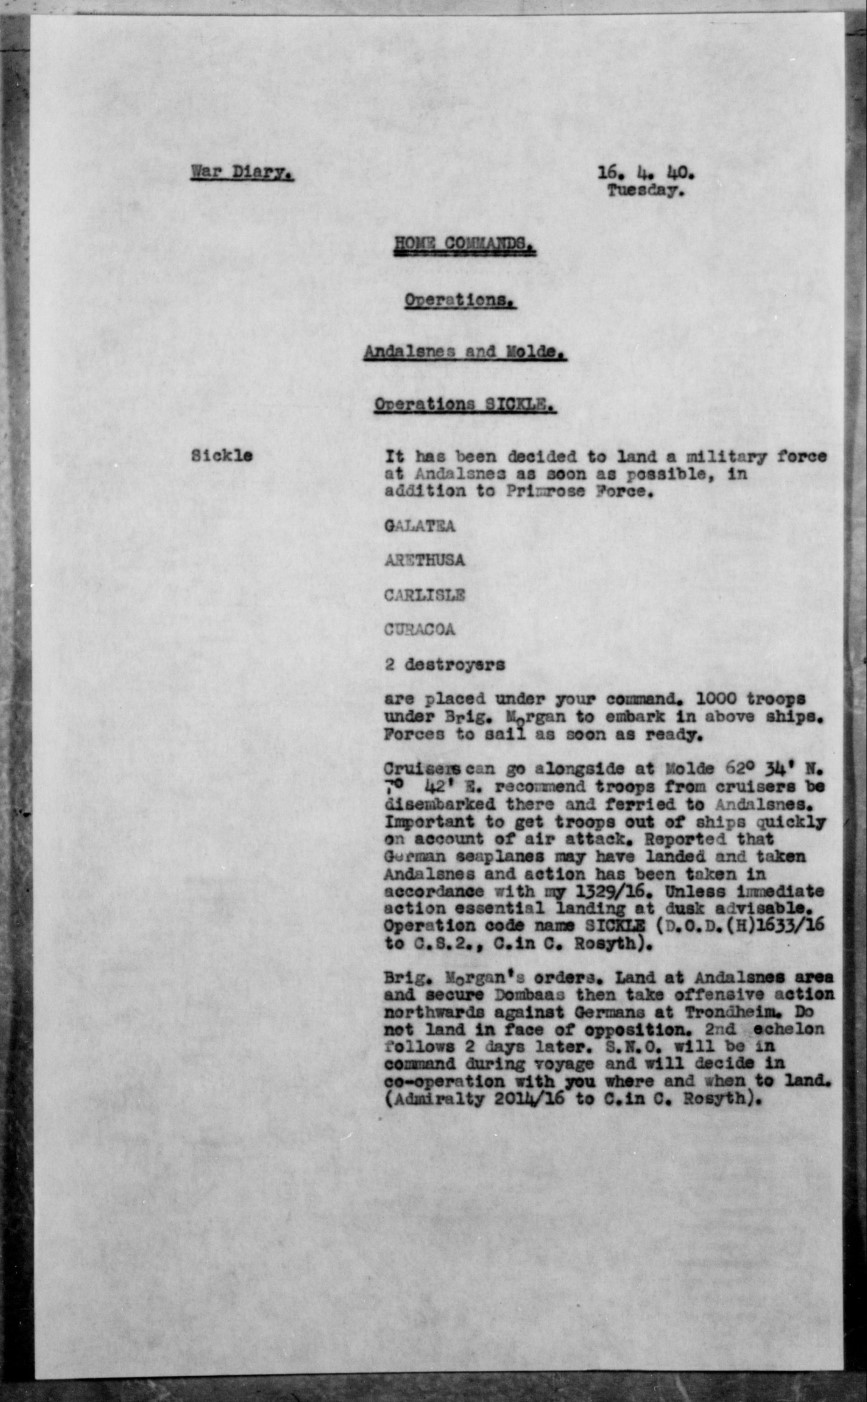 War Diary.
16. 4. 40.
Tuesday.
HOME COMMANDS.
Operations.
Andalsnes and Molde.
Operations SICKLE.
Sickle
It has been decided to land a military force
at Andalsnes as soon as possible, in
addition to Primrose Force.
GALATEA
ARETHUSA
CARLISLE
CURACOA
2 destroyers
are placed under your command. 1000 troops
under Brig. Morgan to embark in above ships.
Forces to sail as soon as ready.
Cruisers can go alongside at Molde 62° 34' N.
7° 42' E. recommend troops from cruisers be
disembarked there and ferried to Andalsnes.
Important to get troops out of ships quickly
on account of air attack. Reported that
German seaplanes may have landed and taken
Andalsnes and action has been taken in
accordance with my 1329/16. Unless immediate
action essential landing at dusk advisable.
Operation code name SICKLE (D.O.D.(H)1633/16
to C.S.2., C.in C. Rosyth).
Brig. Morgan's orders. Land at Andalsnes area
and secure Dombaas then take offensive action
northwards against Germans at Trondheim. Do
not land in face of opposition. 2nd echelon
follows 2 days later. S.N.O. will be in
command during voyage and will decide in
co-operation with you where and when to land.
(Admiralty 2014/16 to C.in C. Rosyth).